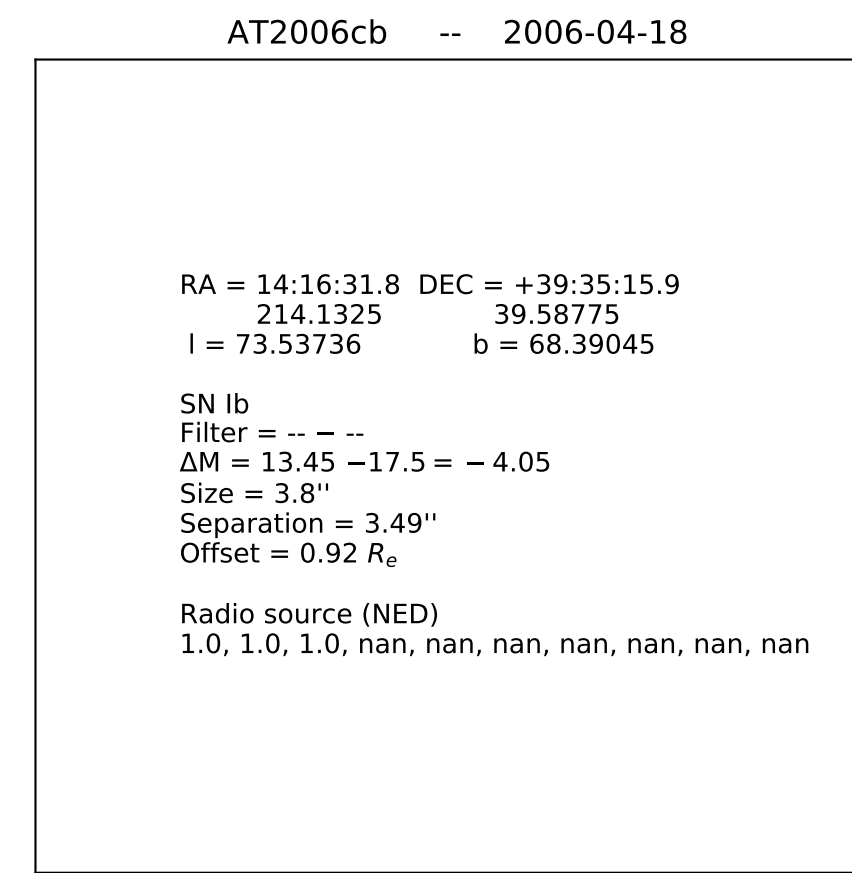 AT2006cb -- 2006-04-18
RA = 14:16:31.8 DEC = +39:35:15.9
214.1325 39.58775
l = 73.53736 b = 68.39045
SN Ib
Filter = -- − --
ΔM = 13.45 −17.5 = − 4.05
Size = 3.8''
Separation = 3.49''
Offset = 0.92 Rₑ
Radio source (NED)
1.0, 1.0, 1.0, nan, nan, nan, nan, nan, nan, nan